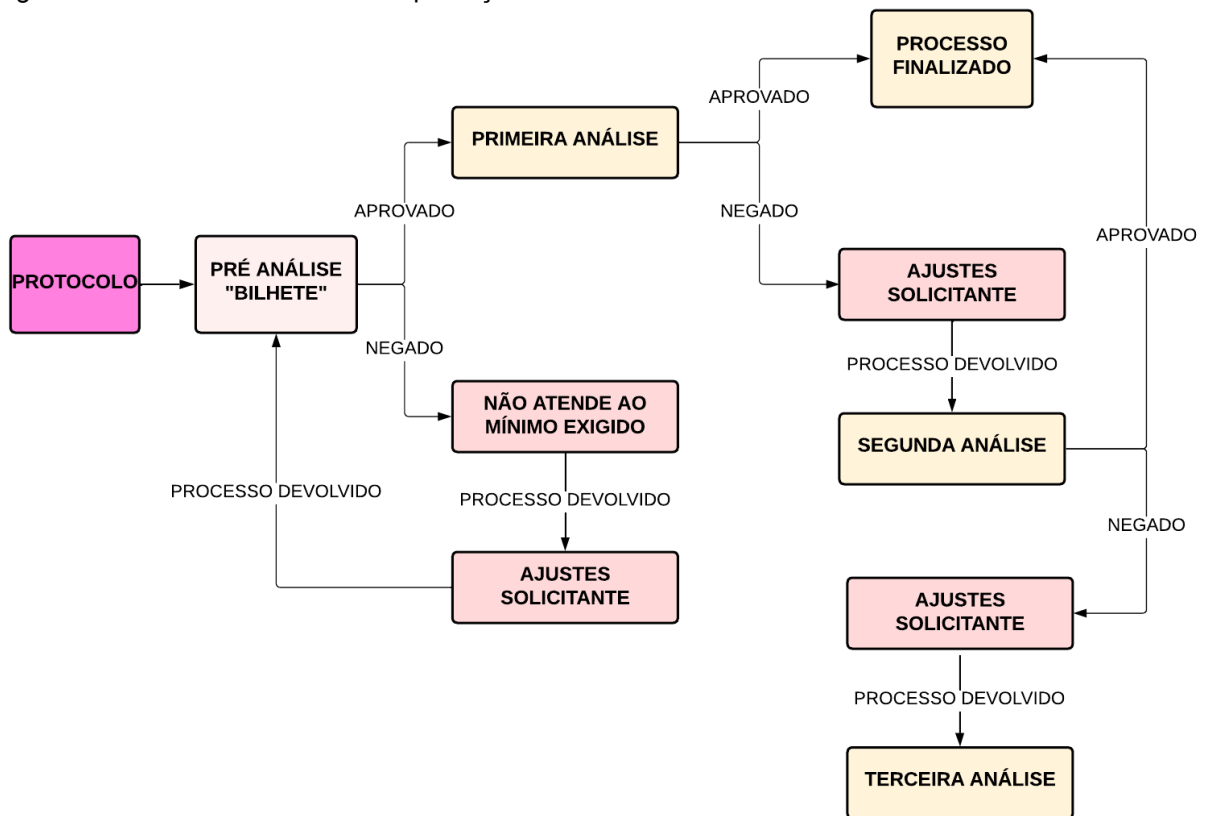 PROCESSO
FINALIZADO
APROVADO
PRIMEIRA ANÁLISE
APROVADO
NEGADO
APROVADO
PROTOCOLO
PRÉ ANÁLISE
"BILHETE"
AJUSTES
SOLICITANTE
NEGADO
PROCESSO DEVOLVIDO
NÃO ATENDE AO
MÍNIMO EXIGIDO
SEGUNDA ANÁLISE
PROCESSO DEVOLVIDO
PROCESSO DEVOLVIDO
NEGADO
AJUSTES
SOLICITANTE
AJUSTES
SOLICITANTE
PROCESSO DEVOLVIDO
TERCEIRA ANÁLISE